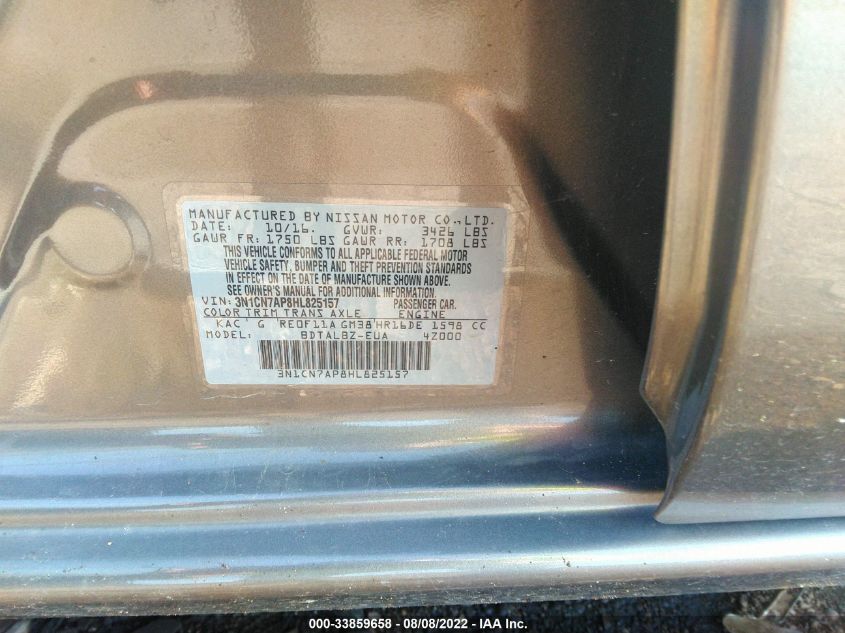 MANUFACTURED BY NISSAN MOTOR CO.,LTD.
DATE: 10/16. GVWR: 3426 LBS
GAWR FR: 1750 LBS GAWR RR: 1708 LBS
THIS VEHICLE CONFORMS TO ALL APPLICABLE FEDERAL MOTOR
VEHICLE SAFETY, BUMPER AND THEFT PREVENTION STANDARDS
IN EFFECT ON THE DATE OF MANUFACTURE SHOWN ABOVE.
SEE OWNER'S MANUAL FOR ADDITIONAL INFORMATION.
VIN: 3N1CN7AP8HL825157 PASSENGER CAR.
COLOR TRIM TRANS AXLE ENGINE
KAC G RE0F11A GM38 HR16DE 1598 CC
MODEL: BDTALBZ-EUA 4Z000
3N1CN7AP8HL825157
000-33859658 - 08/08/2022 - IAA Inc.